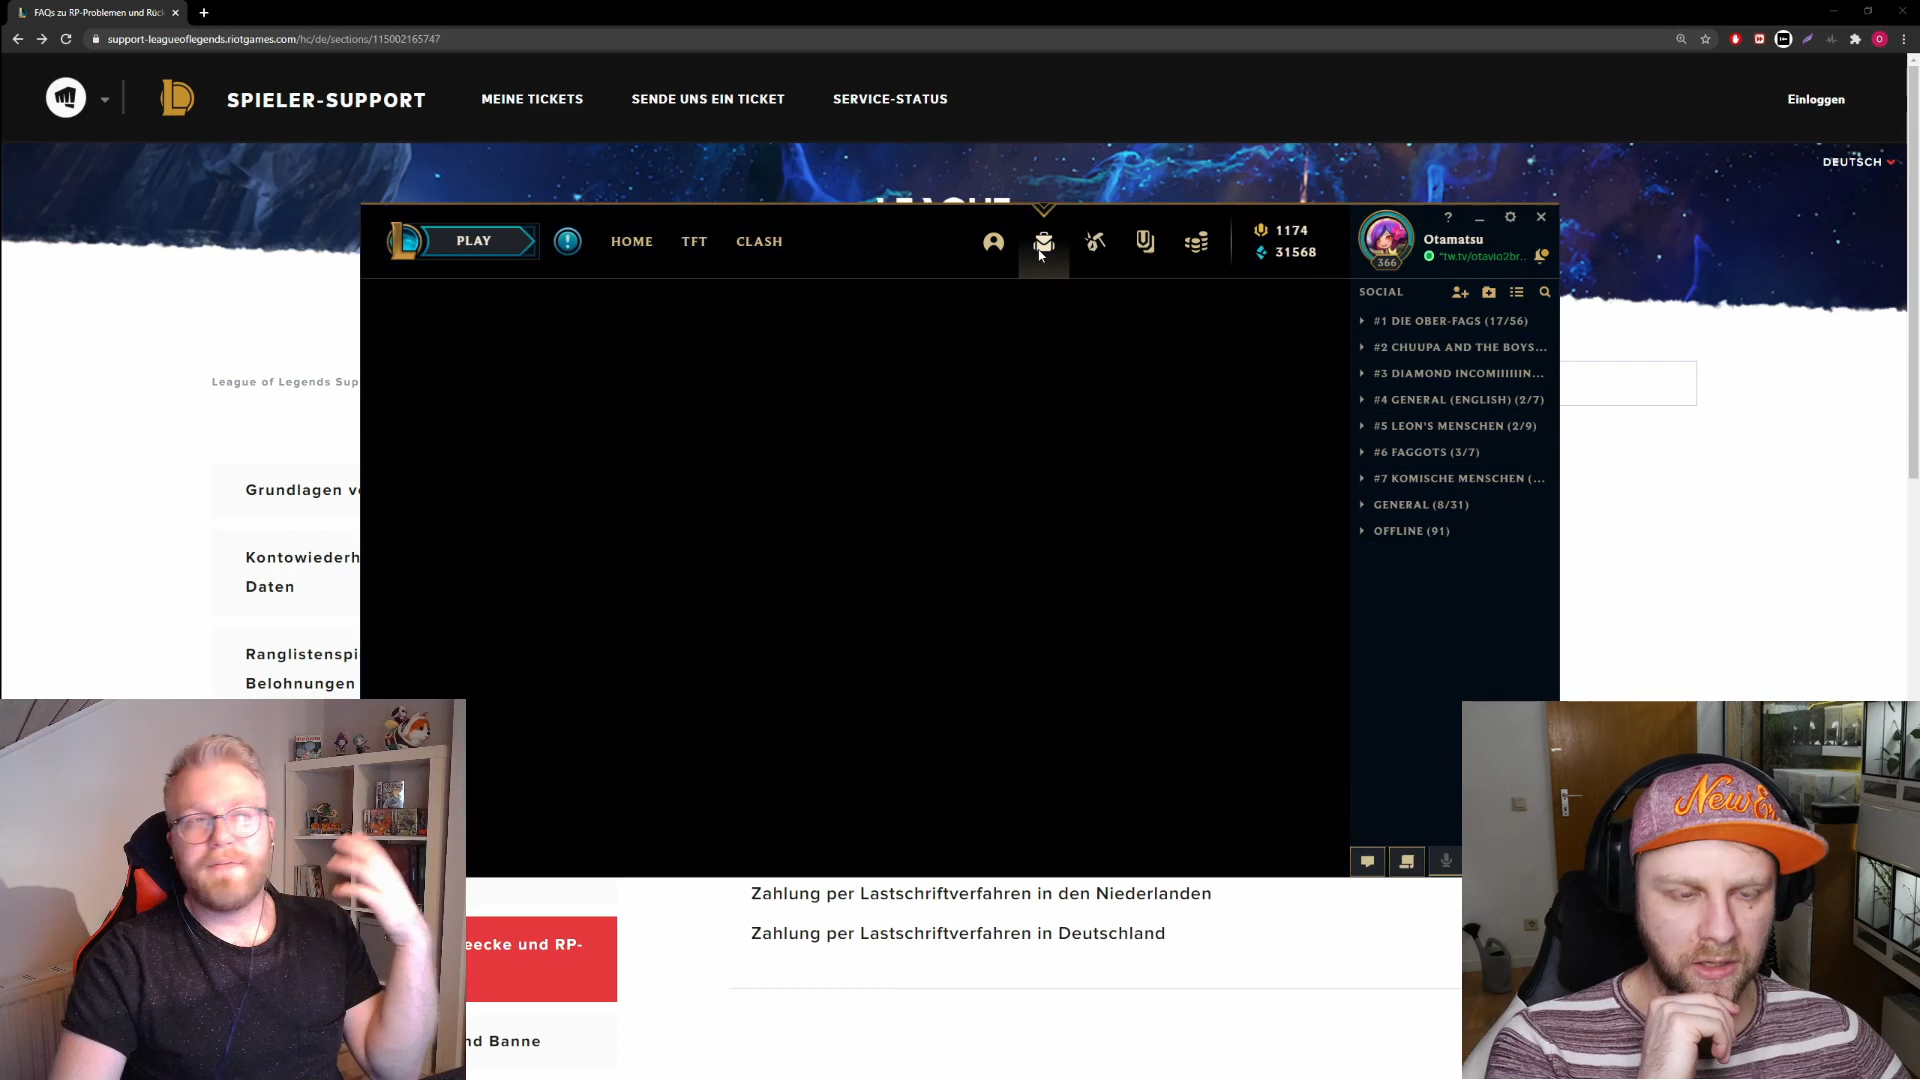 FAQs zu RP-Problemen und Rüc
support-leagueoflegends.riotgames.com/hc/de/sections/115002165747
SPIELER-SUPPORT
MEINE TICKETS
SENDE UNS EIN TICKET
SERVICE-STATUS
Einloggen
DEUTSCH
PLAY
HOME
TFT
CLASH
1174
31568
366
Otamatsu
"tw.tv/otavio2br..
SOCIAL
#1 DIE OBER-FAGS (17/56)
#2 CHUUPA AND THE BOYS...
#3 DIAMOND INCOMIIIIIIN...
#4 GENERAL (ENGLISH) (2/7)
#5 LEON'S MENSCHEN (2/9)
#6 FAGGOTS (3/7)
#7 KOMISCHE MENSCHEN (...
GENERAL (8/31)
OFFLINE (91)
League of Legends Sup
Grundlagen v
Kontowiederh
Daten
Ranglistenspi
Belohnungen
eecke und RP-
nd Banne
Zahlung per Lastschriftverfahren in den Niederlanden
Zahlung per Lastschriftverfahren in Deutschland